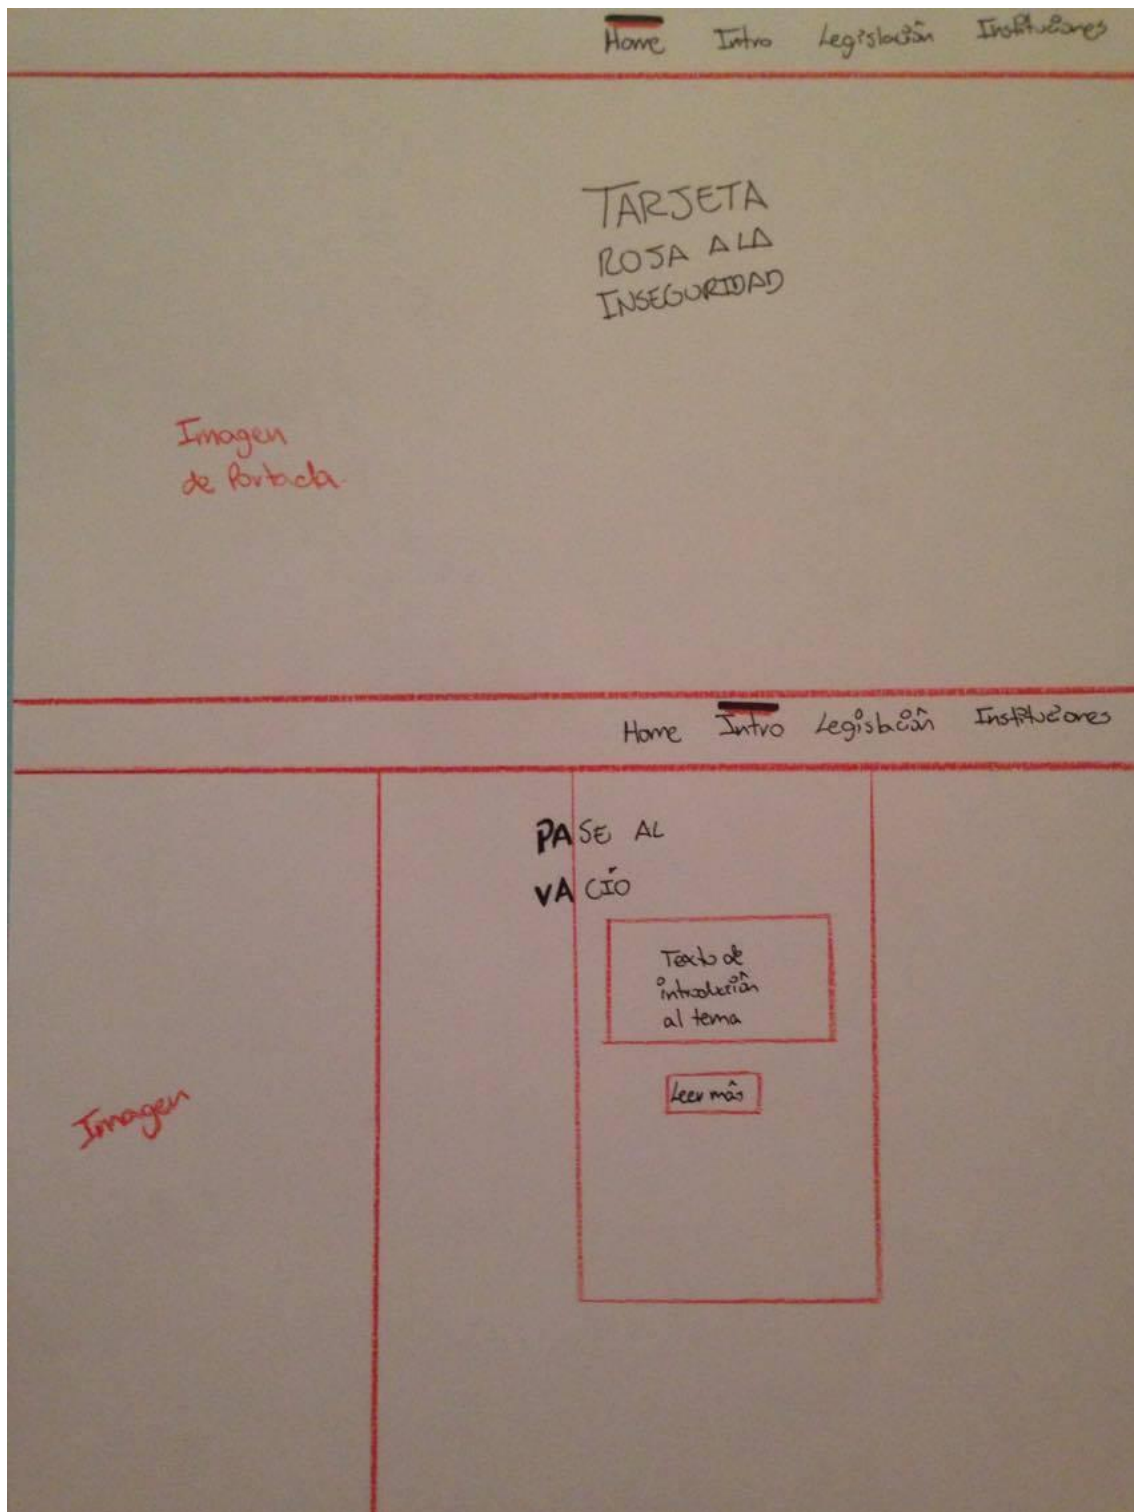 Home Intro Legislación Instituciones
TARJETA
ROJA A LA
INSEGURIDAD
Imagen
de Portada.
Home Intro Legislación Instituciones
PASE AL
VACÍO
Texto de
introducción
al tema
Leer más
Imagen